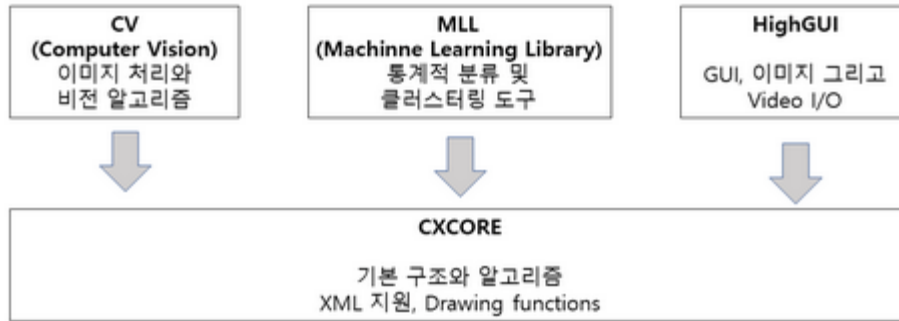 CV
(Computer Vision)
이미지 처리와
비전 알고리즘
MLL
(Machinne Learning Library)
통계적 분류 및
클러스터링 도구
HighGUI
GUI, 이미지 그리고
Video I/O
CXCORE
기본 구조와 알고리즘
XML 지원, Drawing functions